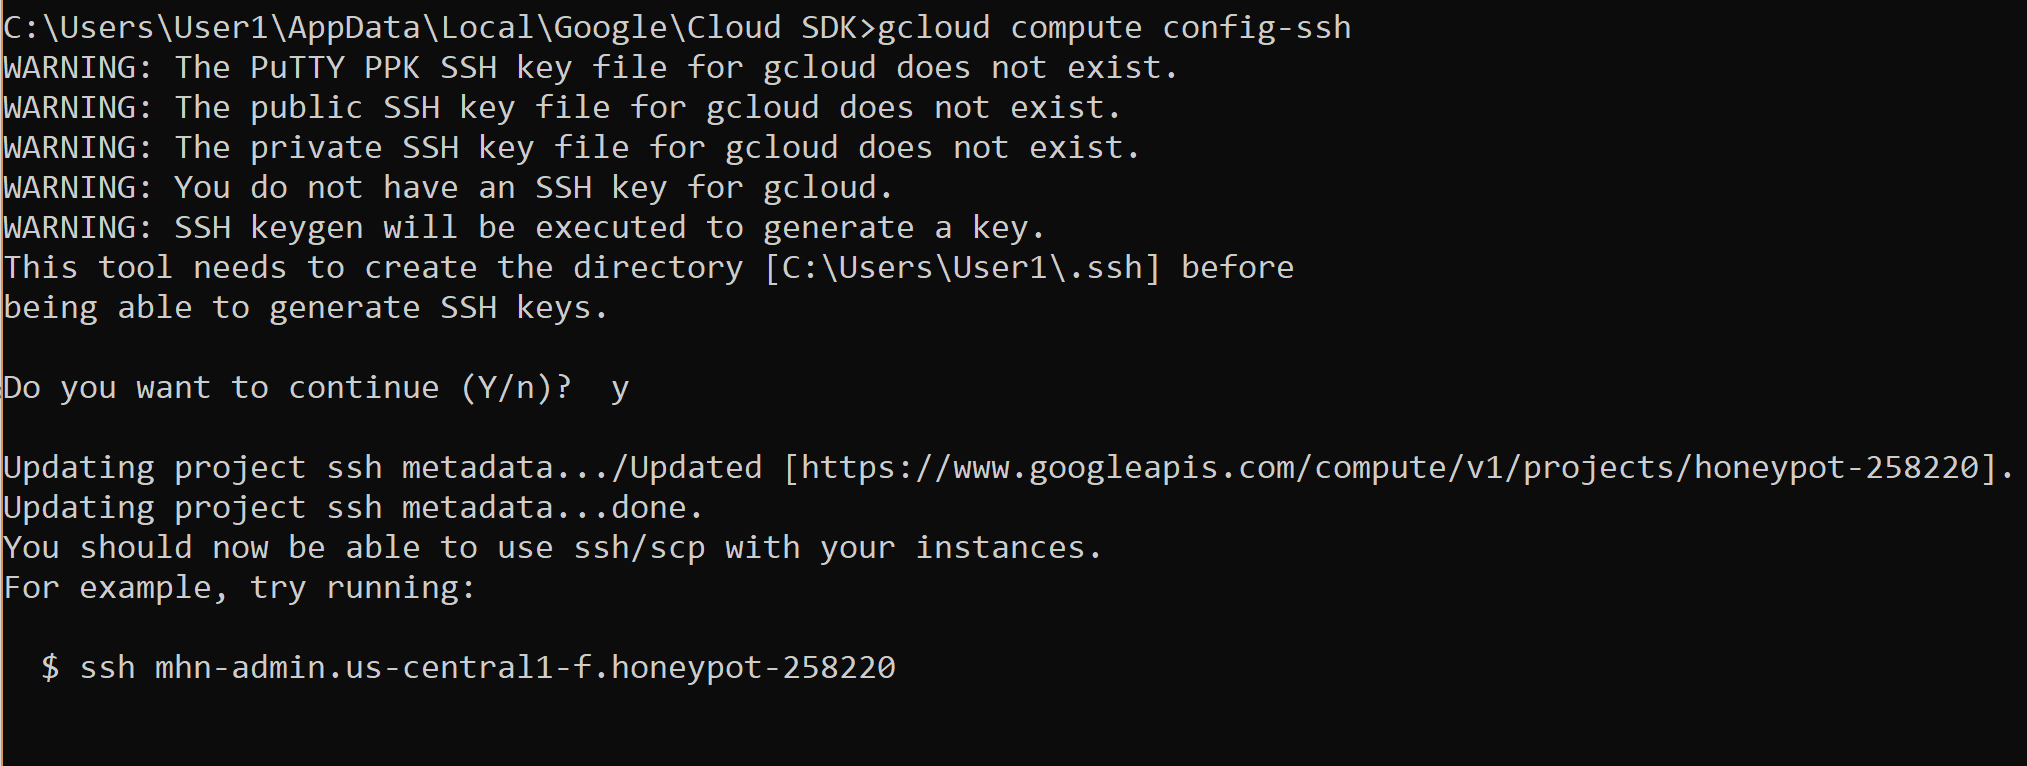 C:\Users\User1\AppData\Local\Google\Cloud SDK>gcloud compute config-ssh
WARNING: The PuTTY PPK SSH key file for gcloud does not exist.
WARNING: The public SSH key file for gcloud does not exist.
WARNING: The private SSH key file for gcloud does not exist.
WARNING: You do not have an SSH key for gcloud.
WARNING: SSH keygen will be executed to generate a key.
This tool needs to create the directory [C:\Users\User1\.ssh] before
being able to generate SSH keys.
Do you want to continue (Y/n)?  y
Updating project ssh metadata.../Updated [https://www.googleapis.com/compute/v1/projects/honeypot-258220].
Updating project ssh metadata...done.
You should now be able to use ssh/scp with your instances.
For example, try running:
$ ssh mhn-admin.us-central1-f.honeypot-258220